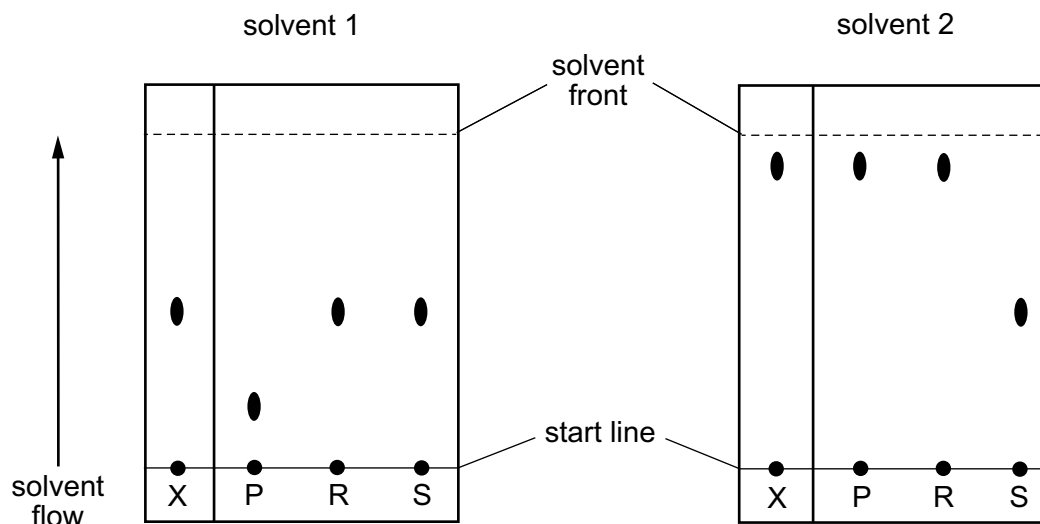 solvent 1
solvent 2
solvent
front
start line
solvent
flow
X P R S
X P R S